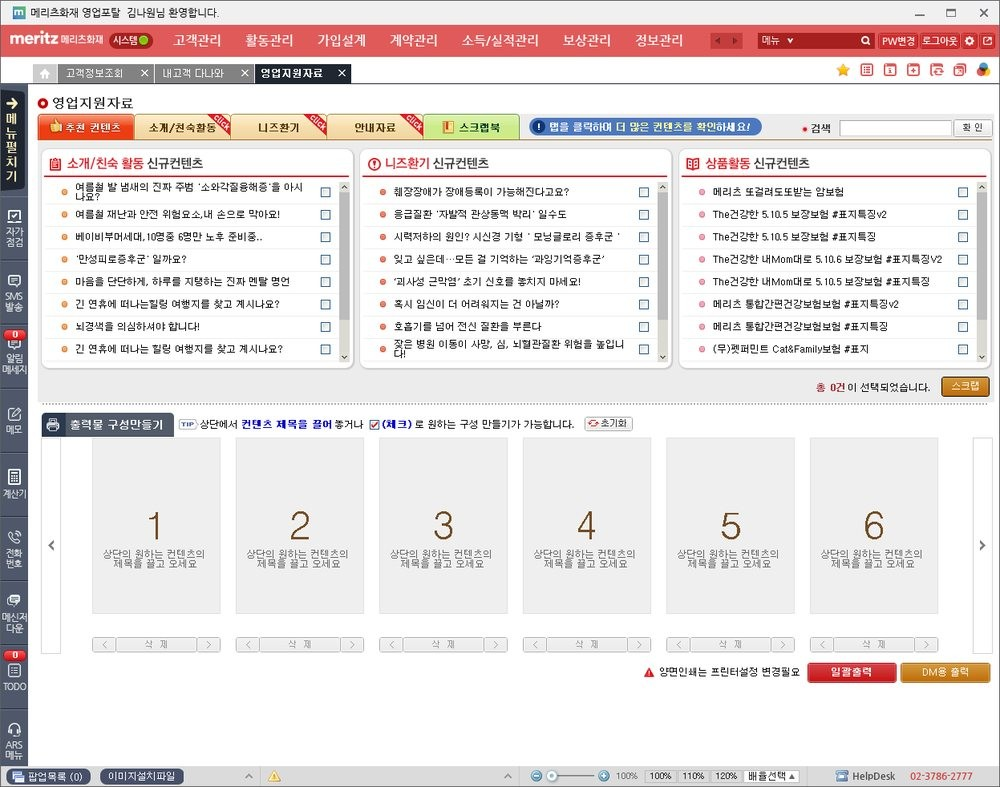 메리츠화재 영업포탈 김나원님 환영합니다.
meritz 메리츠화재 시스템 고객관리 활동관리 가입설계 계약관리 소득/실적관리 보상관리 정보관리 메뉴 PW변경 로그아웃
고객정보조회 내고객 다나와 영업지원자료
메뉴펼치기
자가점검
SMS 발송
0
알림 메세지
메모
계산기
전화번호
메신저 다운
0
TODO
ARS 메뉴
영업지원자료
추천 컨텐츠 소개/친숙활동 click 니즈환기 click 안내자료 click 스크랩북 탭을 클릭하며 더 많은 컨텐츠를 확인하세요! 검색 확 인
소개/친숙 활동 신규컨텐츠
여름철 발 냄새의 진짜 주범 '소와각질융해증'을 아시
나요?
여름철 재난과 안전 위험요소,내 손으로 막아요!
베이비부머세대,10명중 6명만 노후 준비중..
'만성피로증후군' 일까요?
마음을 단단하게, 하루를 지탱하는 진짜 멘탈 명언
긴 연휴에 떠나는힐링 여행지를 찾고 계시나요?
뇌경색을 의심하셔야 합니다!
긴 연휴에 떠나는 힐링 여행지를 찾고 계시나요?
니즈환기 신규컨텐츠
췌장장애가 장애등록이 가능해진다고요?
응급질환 '자발적 관상동맥 박리' 일수도
시력저하의 원인? 시신경 기형 ' 모닝글로리 증후군 '
잊고 싶은데…모든 걸 기억하는 '과잉기억증후군'
'괴사성 근막염' 초기 신호를 놓치지 마세요!
혹시 임신이 더 어려워지는 건 아닐까?
호흡기를 넘어 전신 질환을 부른다
잦은 병원 이동이 사망, 심, 뇌혈관질환 위험을 높입니
다!
상품활동 신규컨텐츠
메리츠 또걸려도또받는 암보험
The건강한 5.10.5 보장보험 #표지특징v2
The건강한 5.10.5 보장보험 #표지특징
The건강한 내Mom대로 5.10.5 보장보험 #표지특징V2
The건강한 내Mom대로 5.10.5 보장보험 #표지특징
메리츠 통합간편건강보험보험 #표지특징v2
메리츠 통합간편건강보험보험 #표지특징
(무)펫퍼민트 Cat&Family보험 #표지
총 0건 이 선택되었습니다. 스크랩
출력물 구성만들기 TIP 상단에서 컨텐츠 제목을 끌어 놓거나 (체크) 로 원하는 구성 만들기가 가능합니다. 초기화
1 2 3 4 5 6
상단의 원하는 컨텐츠의 상단의 원하는 컨텐츠의 상단의 원하는 컨텐츠의 상단의 원하는 컨텐츠의 상단의 원하는 컨텐츠의 상단의 원하는 컨텐츠의
제목을 끌고 오세요 제목을 끌고 오세요 제목을 끌고 오세요 제목을 끌고 오세요 제목을 끌고 오세요 제목을 끌고 오세요
삭 제 삭 제 삭 제 삭 제 삭 제 삭 제
양면인쇄는 프린터설정 변경필요 일괄출력 DM용 출력
팝업목록 (0) 이미지설치파일 100% 100% 110% 120% 배율선택▲ HelpDesk 02-3786-2777